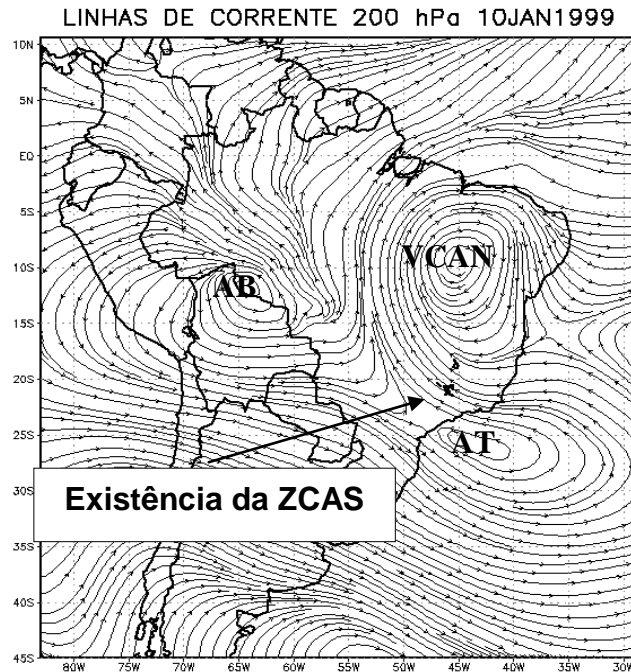 LINHAS DE CORRENTE 200 hPa 10JAN1999
10N
5N
EQ
5S
VCAN
10S
AB
15S
20S
25S
AT
30S
Existência da ZCAS
35S
40S
45S
80W 75W 70W 65W 60W 55W 50W 45W 40W 35W 30W